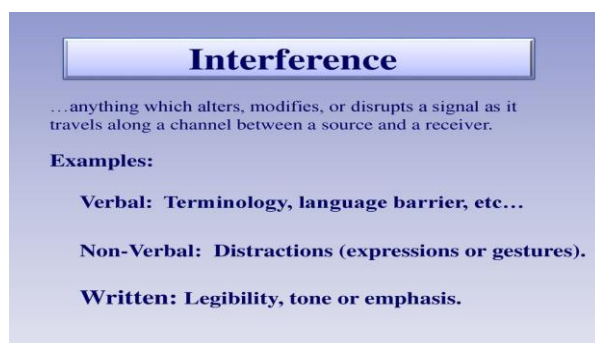 Interference
…anything which alters, modifies, or disrupts a signal as it
travels along a channel between a source and a receiver.
Examples:
Verbal: Terminology, language barrier, etc…
Non-Verbal: Distractions (expressions or gestures).
Written: Legibility, tone or emphasis.